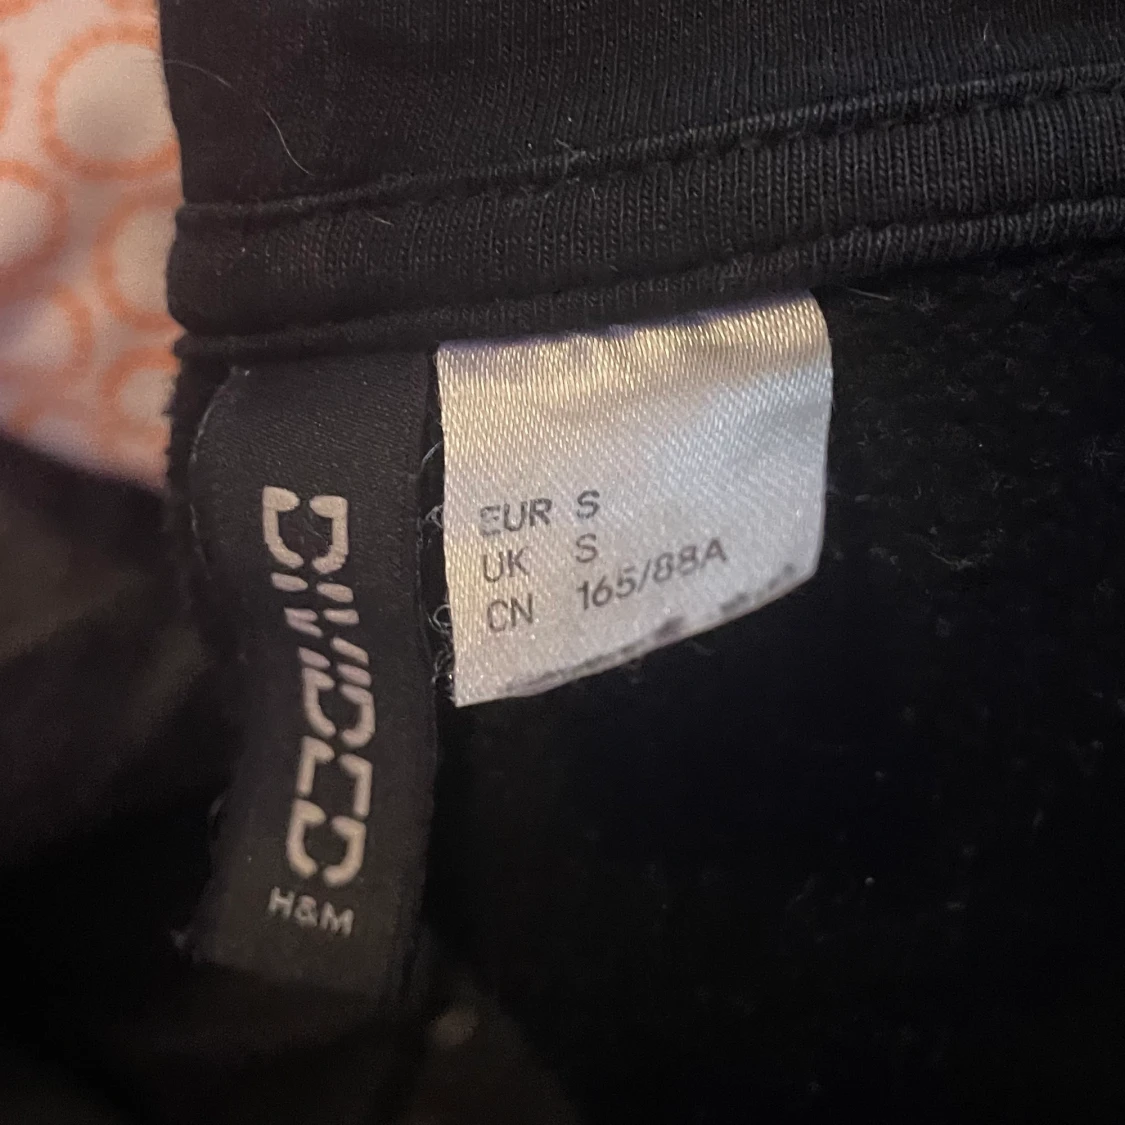 DIVIDED
H&M
EUR S
UK S
CN 165/88A